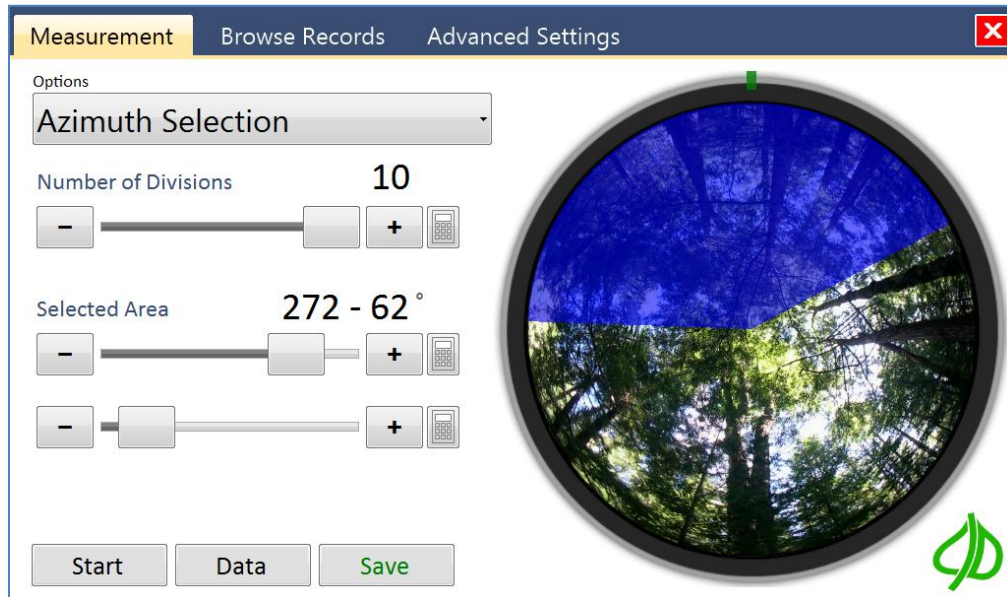 Measurement
Browse Records
Advanced Settings
Options
Azimuth Selection
Number of Divisions 10
- +
Selected Area 272 - 62°
- +
- +
Start
Data
Save